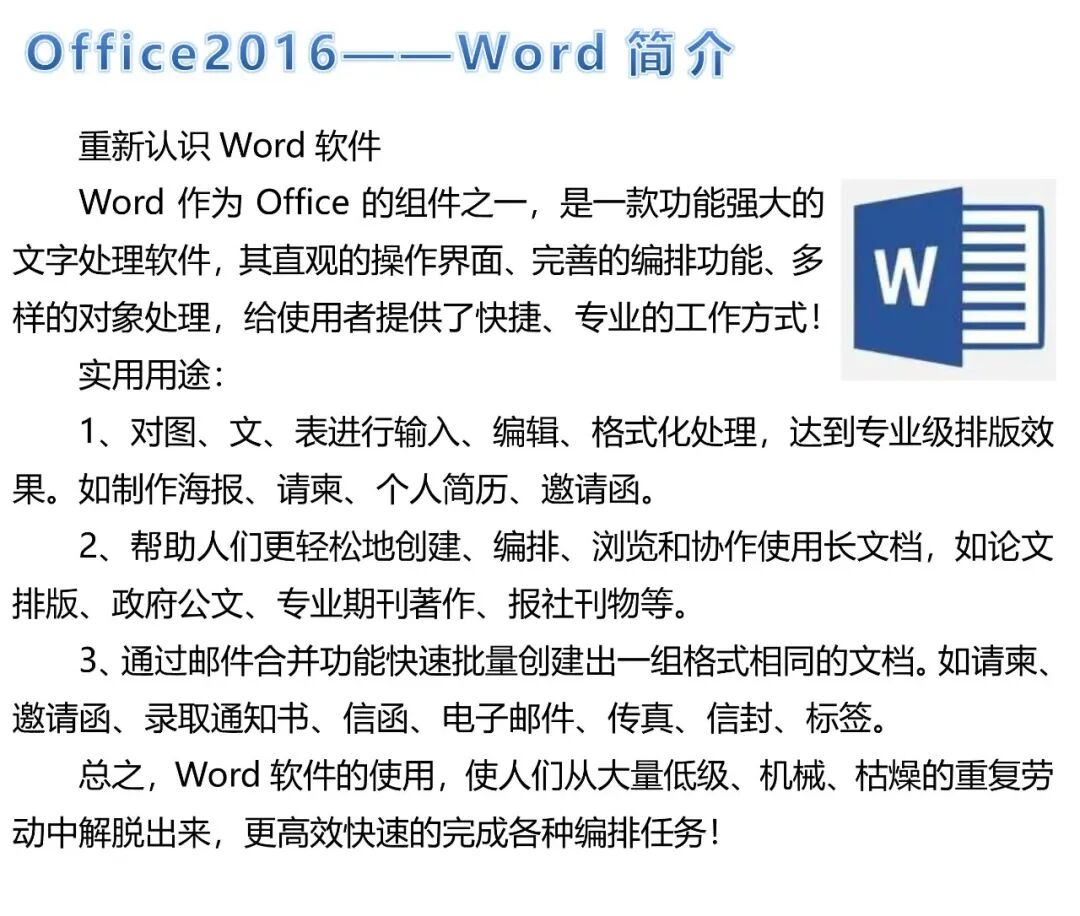 Office2016——Word 简介
重新认识 Word 软件
Word 作为 Office 的组件之一，是一款功能强大的
文字处理软件，其直观的操作界面、完善的编排功能、多
样的对象处理，给使用者提供了快捷、专业的工作方式！
W
实用用途：
1、对图、文、表进行输入、编辑、格式化处理，达到专业级排版效
果。如制作海报、请柬、个人简历、邀请函。
2、帮助人们更轻松地创建、编排、浏览和协作使用长文档，如论文
排版、政府公文、专业期刊著作、报社刊物等。
3、通过邮件合并功能快速批量创建出一组格式相同的文档。如请柬、
邀请函、录取通知书、信函、电子邮件、传真、信封、标签。
总之，Word 软件的使用，使人们从大量低级、机械、枯燥的重复劳
动中解脱出来，更高效快速的完成各种编排任务！